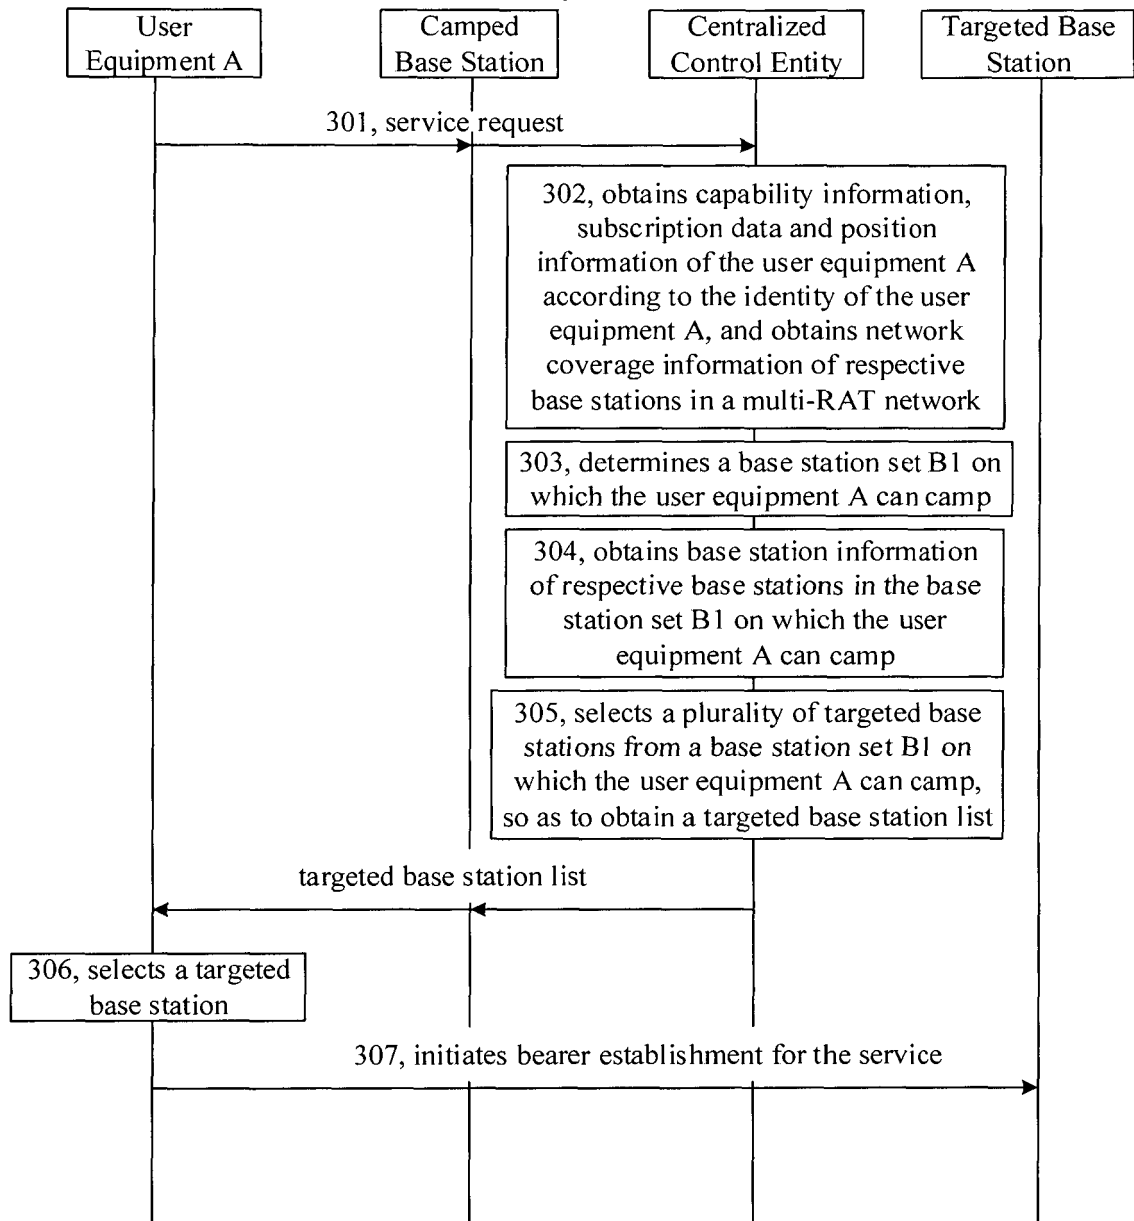 User
Equipment A
Camped
Base Station
Centralized
Control Entity
Targeted Base
Station
301, service request
302, obtains capability information,
subscription data and position
information of the user equipment A
according to the identity of the user
equipment A, and obtains network
coverage information of respective
base stations in a multi-RAT network
303, determines a base station set B1 on
which the user equipment A can camp
304, obtains base station information
of respective base stations in the base
station set B1 on which the user
equipment A can camp
305, selects a plurality of targeted base
stations from a base station set B1 on
which the user equipment A can camp,
so as to obtain a targeted base station list
targeted base station list
306, selects a targeted
base station
307, initiates bearer establishment for the service